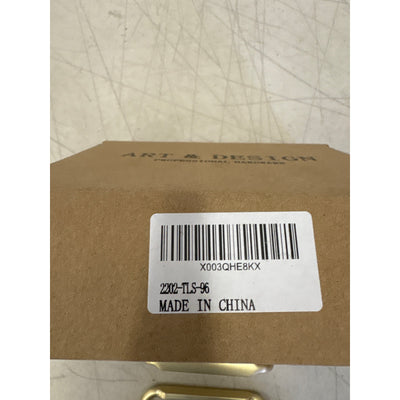 ART & DESIGN
PROFESSIONAL HARDWARE
X003QHE8KX
2202-TLS-96
MADE IN CHINA